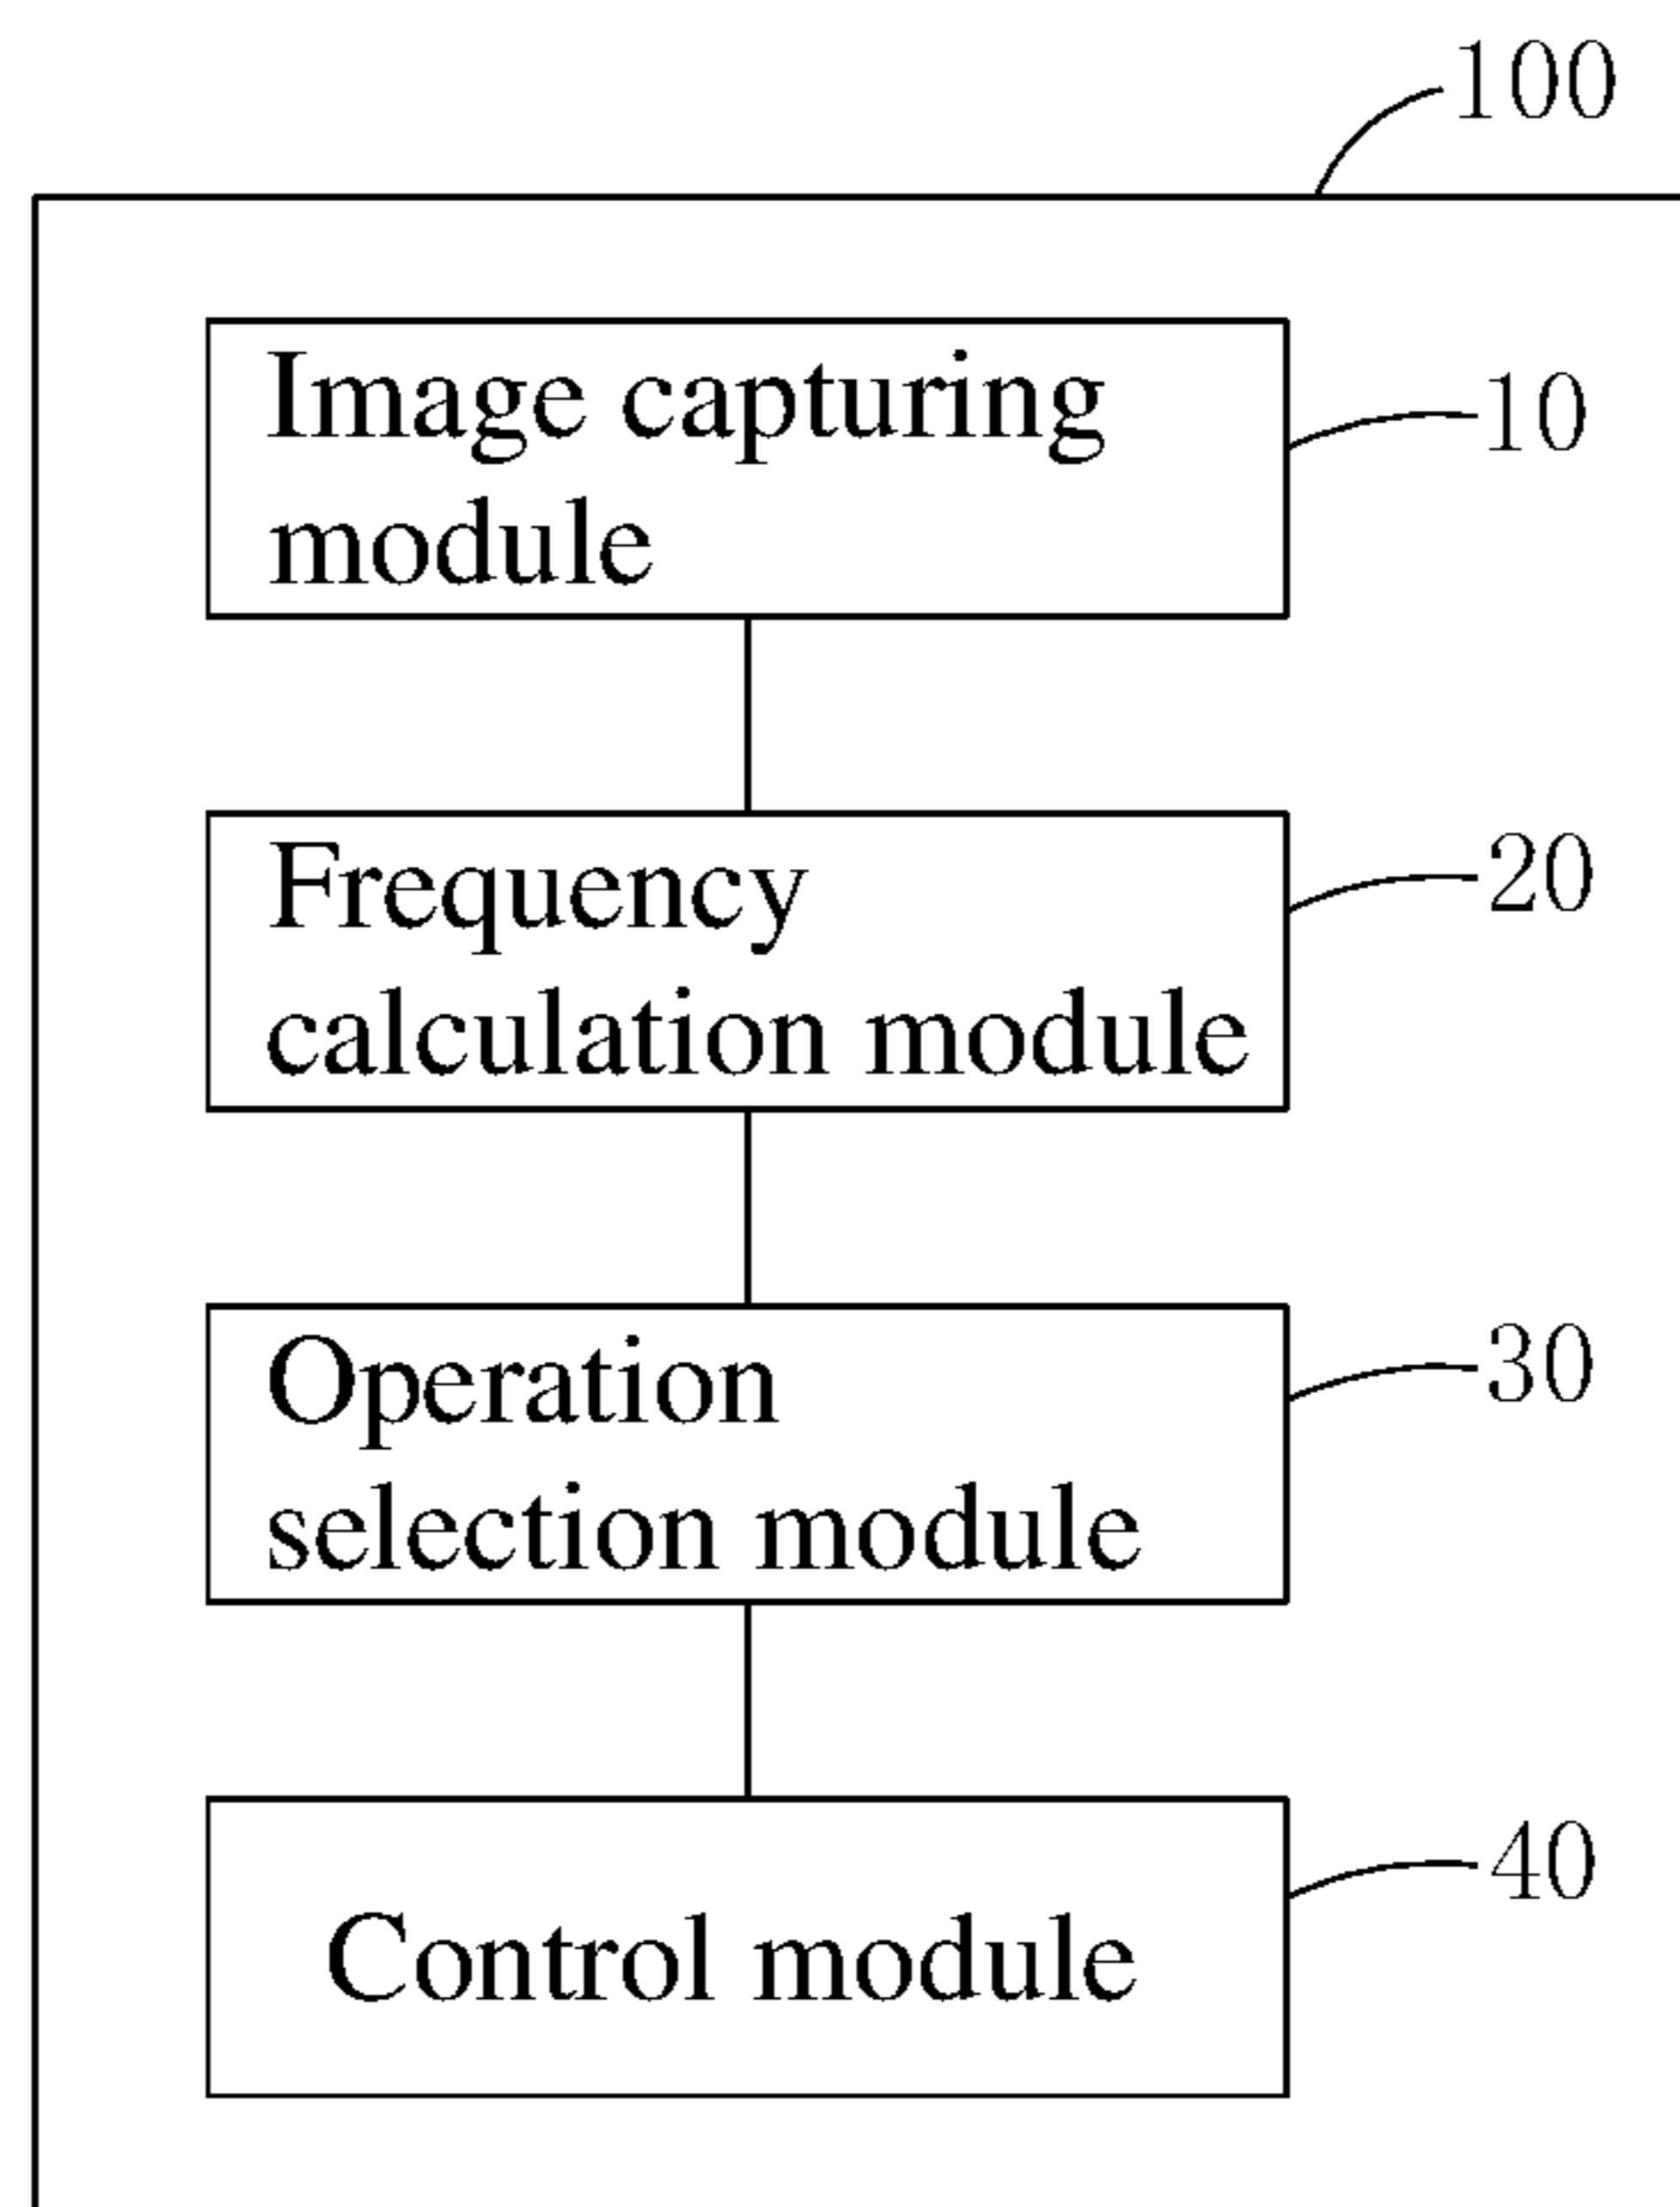 100
Image capturing
module
10
Frequency
calculation module
20
Operation
selection module
30
Control module
40